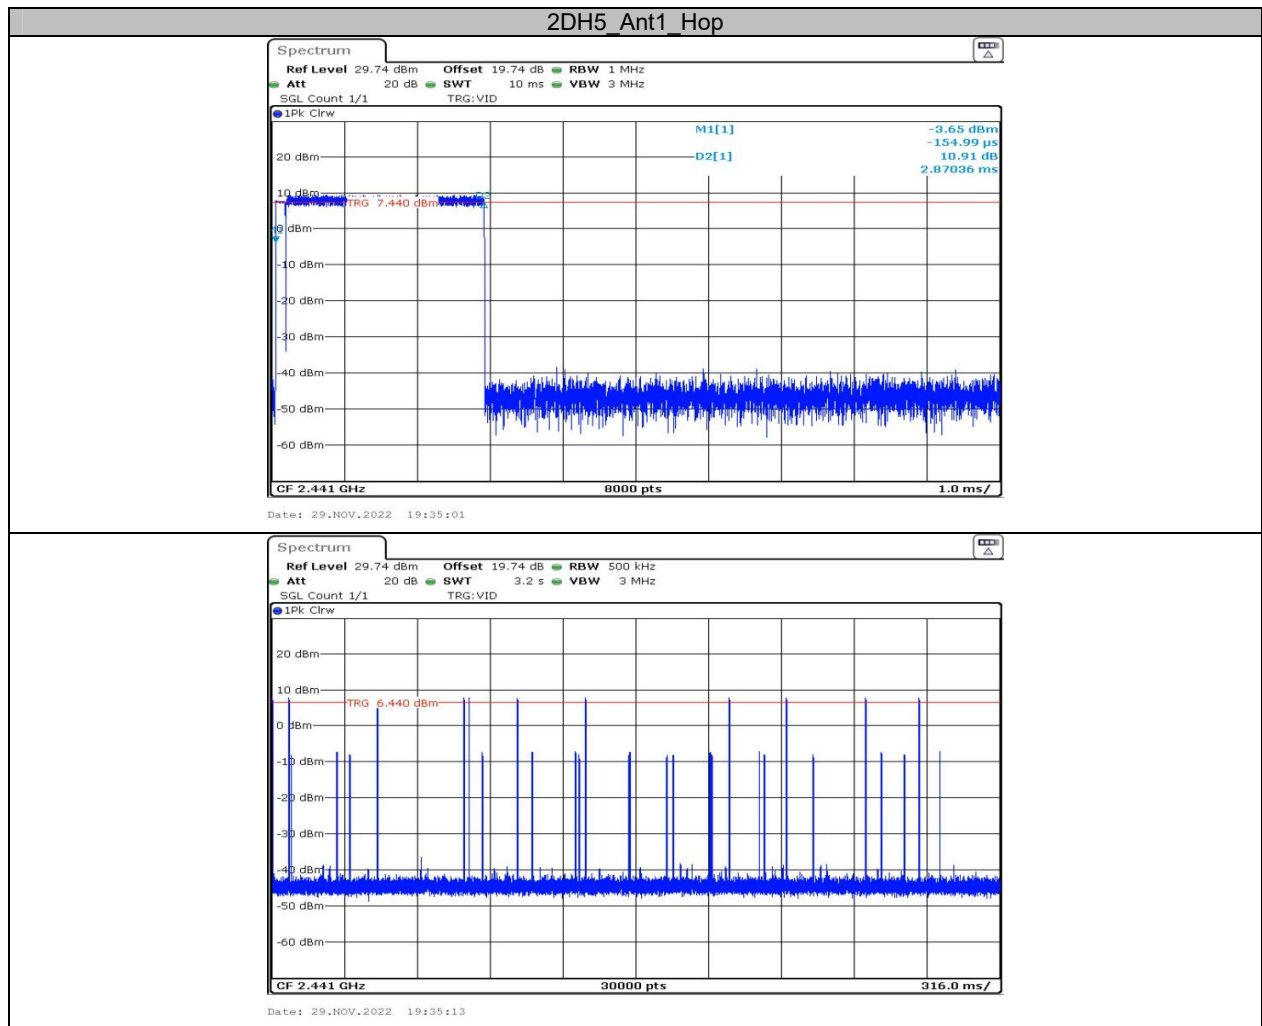 2DH5_Ant1_Hop
Spectrum
Ref Level 29.74 dBm Offset 19.74 dB RBW 1 MHz
Att 20 dB SWT 10 ms VBW 3 MHz
SGL Count 1/1 TRG:VID
1Pk Clrw
M1[1] -3.65 dBm
-154.99 µs
20 dBm D2[1] 10.91 dB
2.87036 ms
10 dBm
TRG 7.440 dBm
0 dBm
-10 dBm
-20 dBm
-30 dBm
-40 dBm
-50 dBm
-60 dBm
CF 2.441 GHz 8000 pts 1.0 ms/
Date: 29.NOV.2022 19:35:01
Spectrum
Ref Level 29.74 dBm Offset 19.74 dB RBW 500 kHz
Att 20 dB SWT 3.2 s VBW 3 MHz
SGL Count 1/1 TRG:VID
1Pk Clrw
20 dBm
10 dBm
TRG 6.440 dBm
0 dBm
-10 dBm
-20 dBm
-30 dBm
-40 dBm
-50 dBm
-60 dBm
CF 2.441 GHz 30000 pts 316.0 ms/
Date: 29.NOV.2022 19:35:13